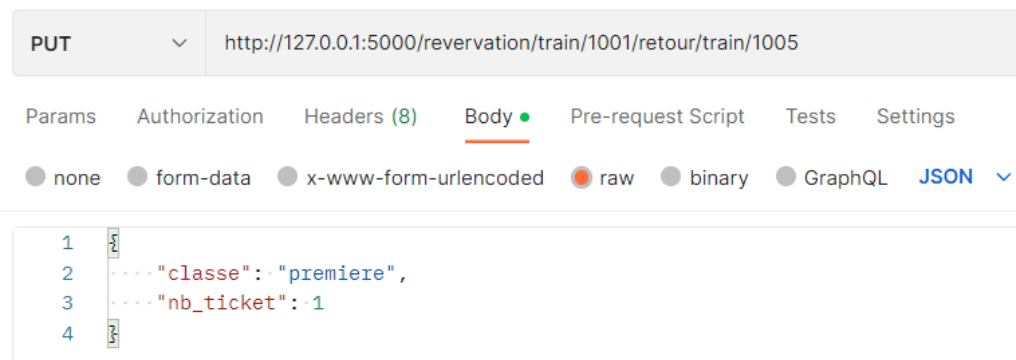 PUT http://127.0.0.1:5000/revervation/train/1001/retour/train/1005
Params Authorization Headers (8) Body Pre-request Script Tests Settings
none form-data x-www-form-urlencoded raw binary GraphQL JSON
1 {
2 "classe": "premiere",
3 "nb_ticket": 1
4 }